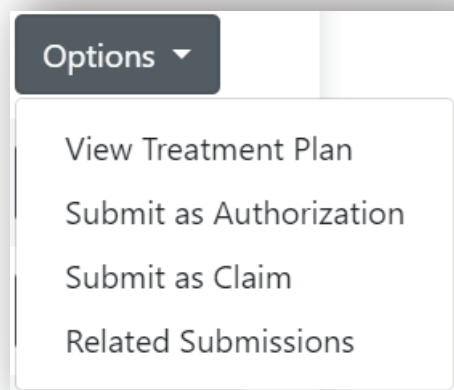 Options
View Treatment Plan
Submit as Authorization
Submit as Claim
Related Submissions